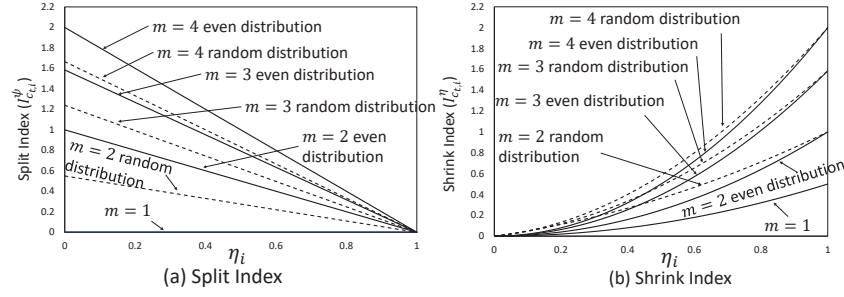 2.2
2
1.8
1.6
1.4
1.2
1
0.8
0.6
0.4
0.2
0
Split Index (I^ψ_{c_{t,i}})
m = 4 even distribution
m = 4 random distribution
m = 3 even distribution
m = 3 random distribution
m = 2 even
distribution
m = 2 random
distribution
m = 1
0 0.2 0.4 0.6 0.8 1
η_i
(a) Split Index
2.2
2
1.8
1.6
1.4
1.2
1
0.8
0.6
0.4
0.2
0
Shrink Index (I^η_{c_{t,i}})
m = 4 random distribution
m = 4 even distribution
m = 3 random distribution
m = 3 even distribution
m = 2 random
distribution
m = 2 even distribution
m = 1
0 0.2 0.4 0.6 0.8 1
η_i
(b) Shrink Index